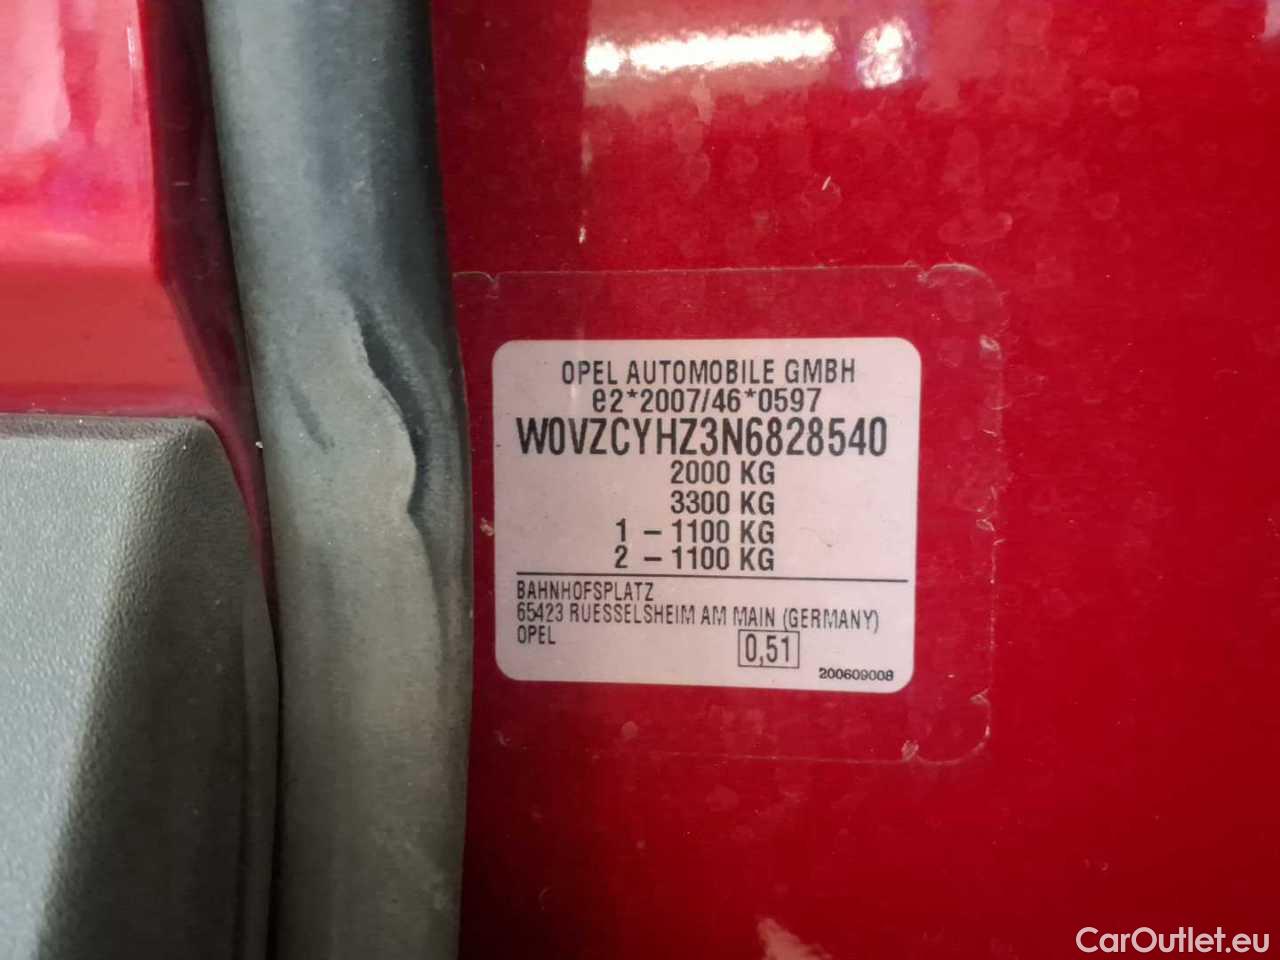 OPEL AUTOMOBILE GMBH
e2*2007/46*0597
W0VZCYHZ3N6828540
2000 KG
3300 KG
1 - 1100 KG
2 - 1100 KG
BAHNHOFSPLATZ
65423 RUESSELSHEIM AM MAIN (GERMANY)
OPEL
0,51
200609008
CarOutlet.eu